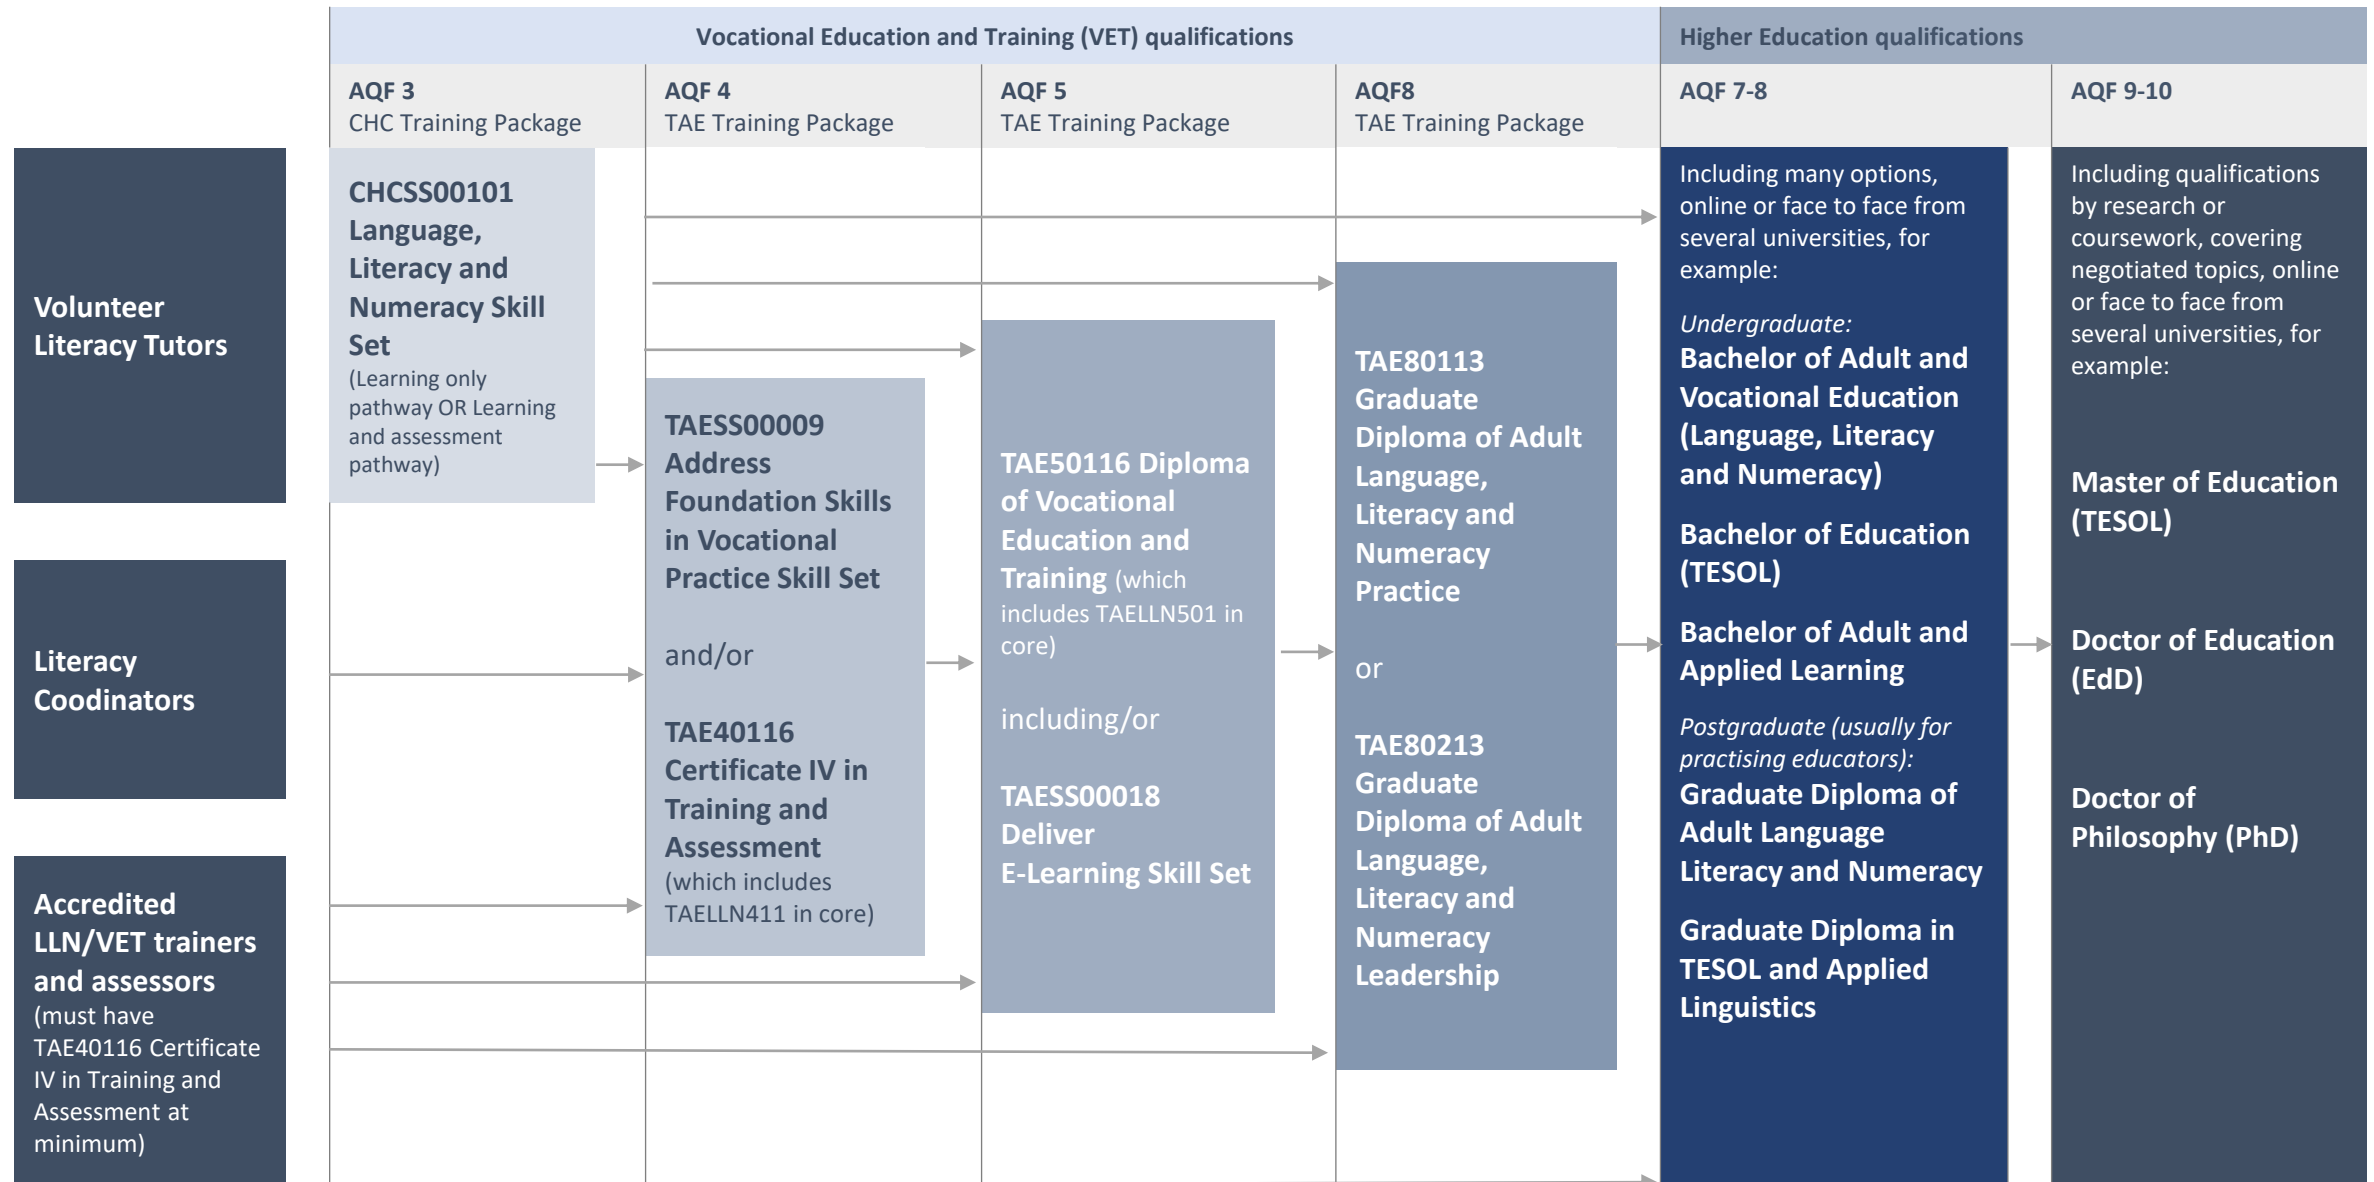 Vocational Education and Training (VET) qualifications
Higher Education qualifications
AQF 3
CHC Training Package
AQF 4
TAE Training Package
AQF 5
TAE Training Package
AQF8
TAE Training Package
AQF 7-8
AQF 9-10
Volunteer
Literacy Tutors
Literacy
Coodinators
Accredited
LLN/VET trainers
and assessors
(must have
TAE40116 Certificate
IV in Training and
Assessment at
minimum)
CHCSS00101
Language,
Literacy and
Numeracy Skill
Set
(Learning only
pathway OR Learning
and assessment
pathway)
TAESS00009
Address
Foundation Skills
in Vocational
Practice Skill Set
and/or
TAE40116
Certificate IV in
Training and
Assessment
(which includes
TAELLN411 in core)
TAE50116 Diploma
of Vocational
Education and
Training (which
includes TAELLN501 in
core)
including/or
TAESS00018
Deliver
E-Learning Skill Set
TAE80113
Graduate
Diploma of Adult
Language,
Literacy and
Numeracy
Practice
or
TAE80213
Graduate
Diploma of Adult
Language,
Literacy and
Numeracy
Leadership
Including many options,
online or face to face from
several universities, for
example:
Undergraduate:
Bachelor of Adult and
Vocational Education
(Language, Literacy
and Numeracy)
Bachelor of Education
(TESOL)
Bachelor of Adult and
Applied Learning
Postgraduate (usually for
practising educators):
Graduate Diploma of
Adult Language
Literacy and Numeracy
Graduate Diploma in
TESOL and Applied
Linguistics
Including qualifications
by research or
coursework, covering
negotiated topics, online
or face to face from
several universities, for
example:
Master of Education
(TESOL)
Doctor of Education
(EdD)
Doctor of
Philosophy (PhD)